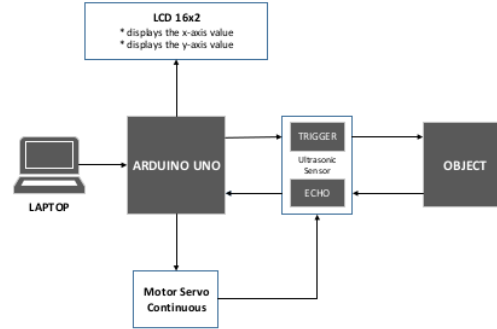 LCD 16x2
* displays the x-axis value
* displays the y-axis value
TRIGGER
ARDUINO UNO
Ultrasonic
Sensor
OBJECT
ECHO
LAPTOP
Motor Servo
Continuous